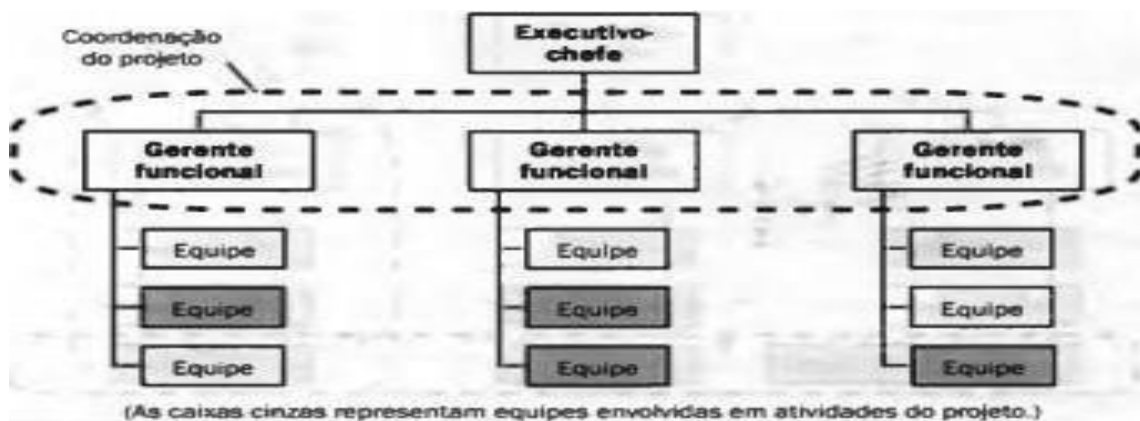 Coordenação
do projeto
Executivo-
chefe
Gerente
funcional
Gerente
funcional
Gerente
funcional
Equipe
Equipe
Equipe
Equipe
Equipe
Equipe
Equipe
Equipe
Equipe
(As caixas cinzas representam equipes envolvidas em atividades do projeto.)